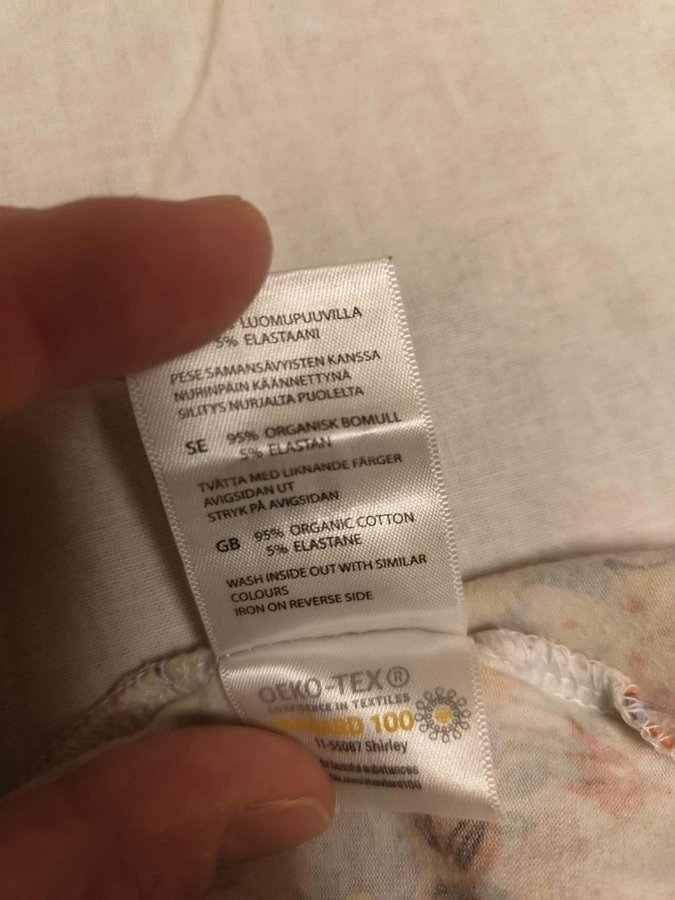 LUOMUPUUVILLA
5% ELASTAANI
PESE SAMANSÄVYISTEN KANSSA
NURINPÄIN KÄÄNNETTYNÄ
SILITYS NURJALTA PUOLELTA
SE 95% ORGANISK BOMULL
5% ELASTAN
TVÄTTA MED LIKNANDE FÄRGER
AVIGSIDAN UT
STRYK PÅ AVIGSIDAN
GB 95% ORGANIC COTTON
5% ELASTANE
WASH INSIDE OUT WITH SIMILAR
COLOURS
IRON ON REVERSE SIDE
OEKO-TEX®
CONFIDENCE IN TEXTILES
100
11-55087 Shirley
harmful substances